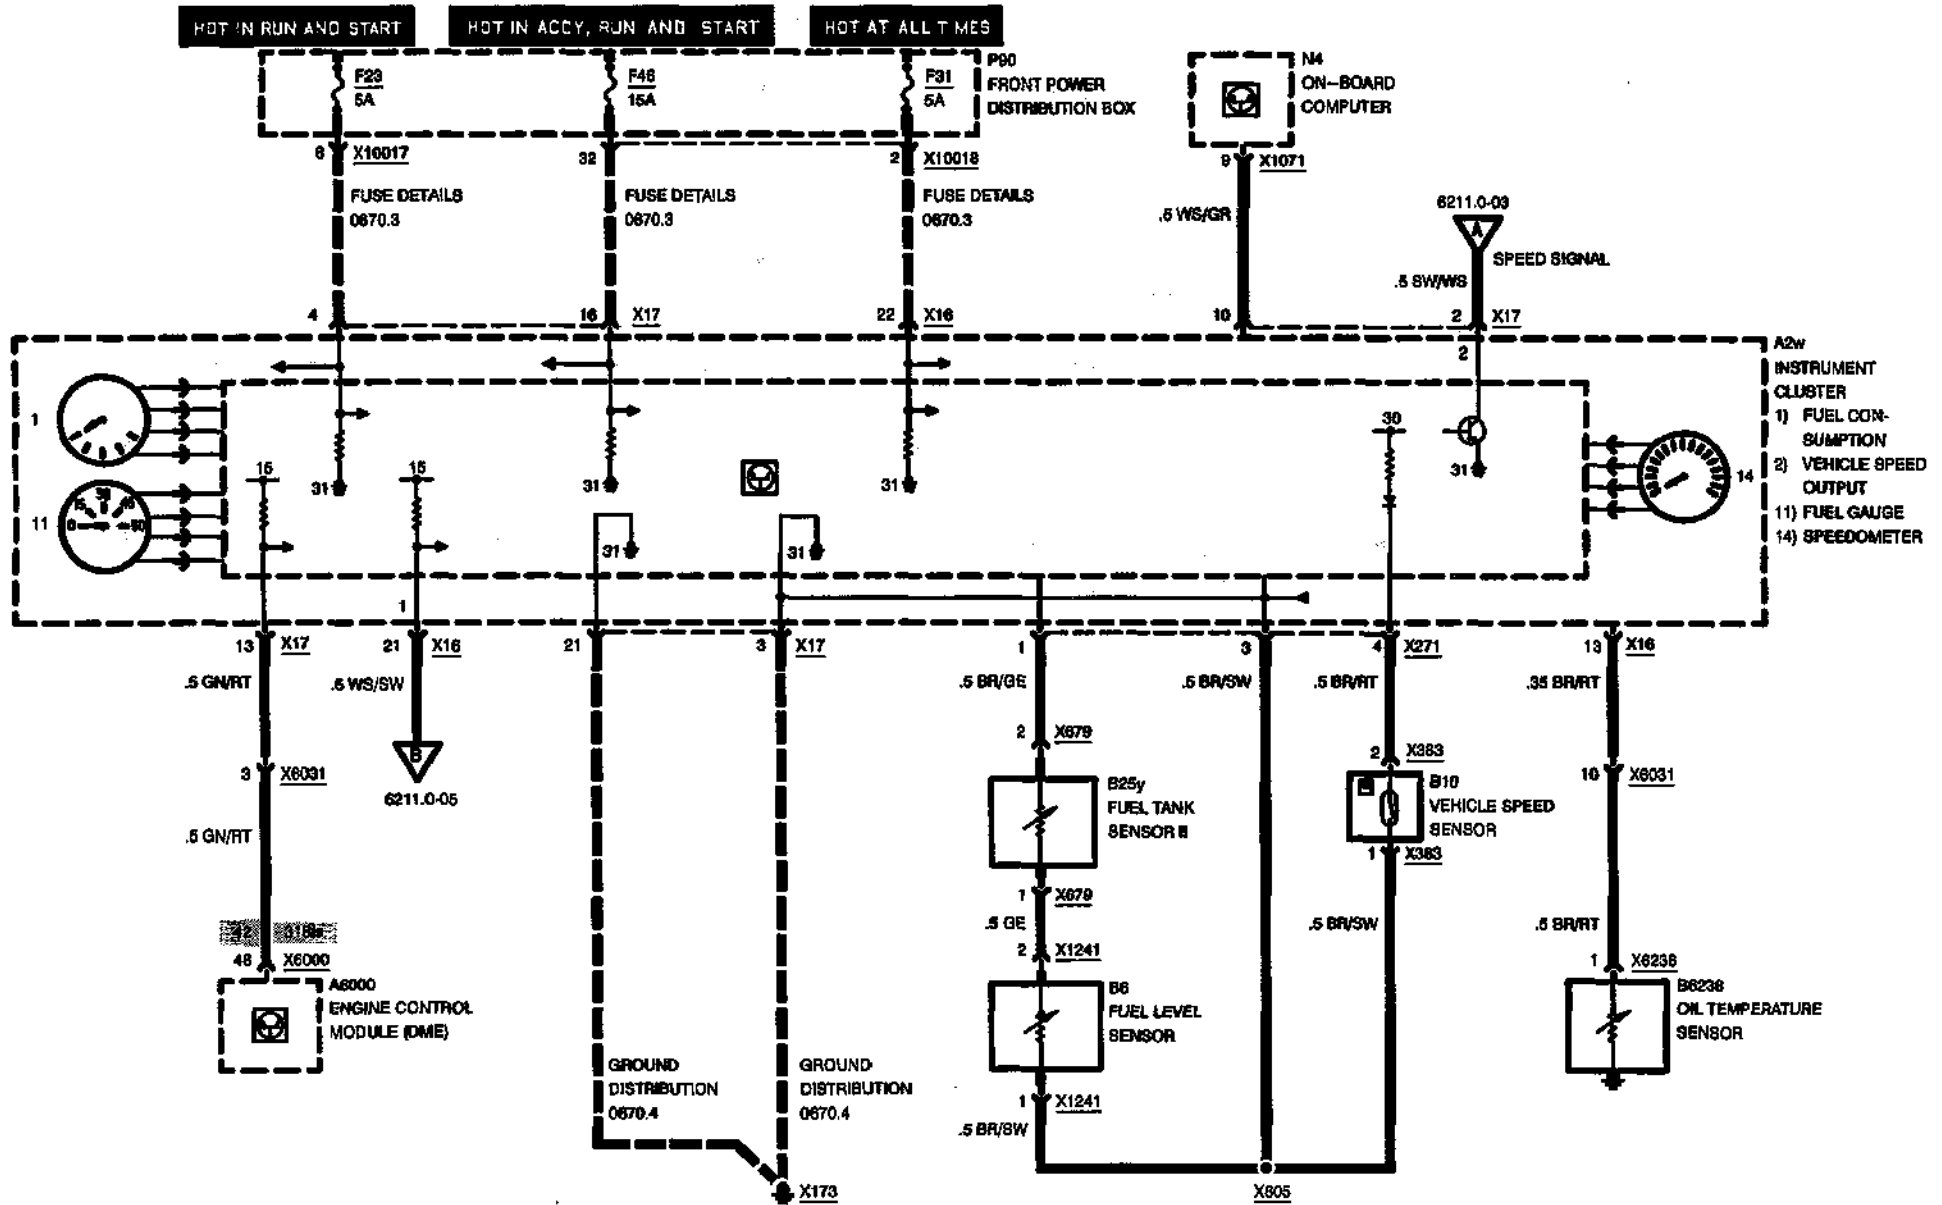 HOT IN RUN AND START
HOT IN ACCY, RUN AND START
HOT AT ALL TIMES
F23
5A
F46
15A
F31
5A
P90
FRONT POWER
DISTRIBUTION BOX
N4
ON-BOARD
COMPUTER
6
X10017
32
2
X10018
9
X1071
FUSE DETAILS
0670.3
FUSE DETAILS
0670.3
FUSE DETAILS
0670.3
.5 WS/GR
6211.0-03
A
SPEED SIGNAL
.5 SW/WS
4
16
X17
22
X16
10
2
X17
2
A2w
INSTRUMENT
CLUSTER
1) FUEL CON-
SUMPTION
2) VEHICLE SPEED
OUTPUT
11) FUEL GAUGE
14) SPEEDOMETER
1
11
0
15
30
15
15
31
31
31
30
31
14
31
31
1
13
X17
21
X16
21
3
X17
1
3
4
X271
13
X16
.5 GN/RT
.5 WS/SW
.5 BR/GE
.5 BR/SW
.5 BR/RT
.35 BR/RT
B
6211.0-05
3
X6031
2
X679
2
X383
10
X6031
B25y
FUEL TANK
SENSOR II
B10
VEHICLE SPEED
SENSOR
.5 GN/RT
1
X679
1
X383
.5 GE
.5 BR/SW
.5 BR/RT
42
2
X1241
48
X6000
1
X6238
A6000
ENGINE CONTROL
MODULE (DME)
B6
FUEL LEVEL
SENSOR
B6238
OIL TEMPERATURE
SENSOR
GROUND
DISTRIBUTION
0670.4
GROUND
DISTRIBUTION
0670.4
1
X1241
.5 BR/SW
X173
X805